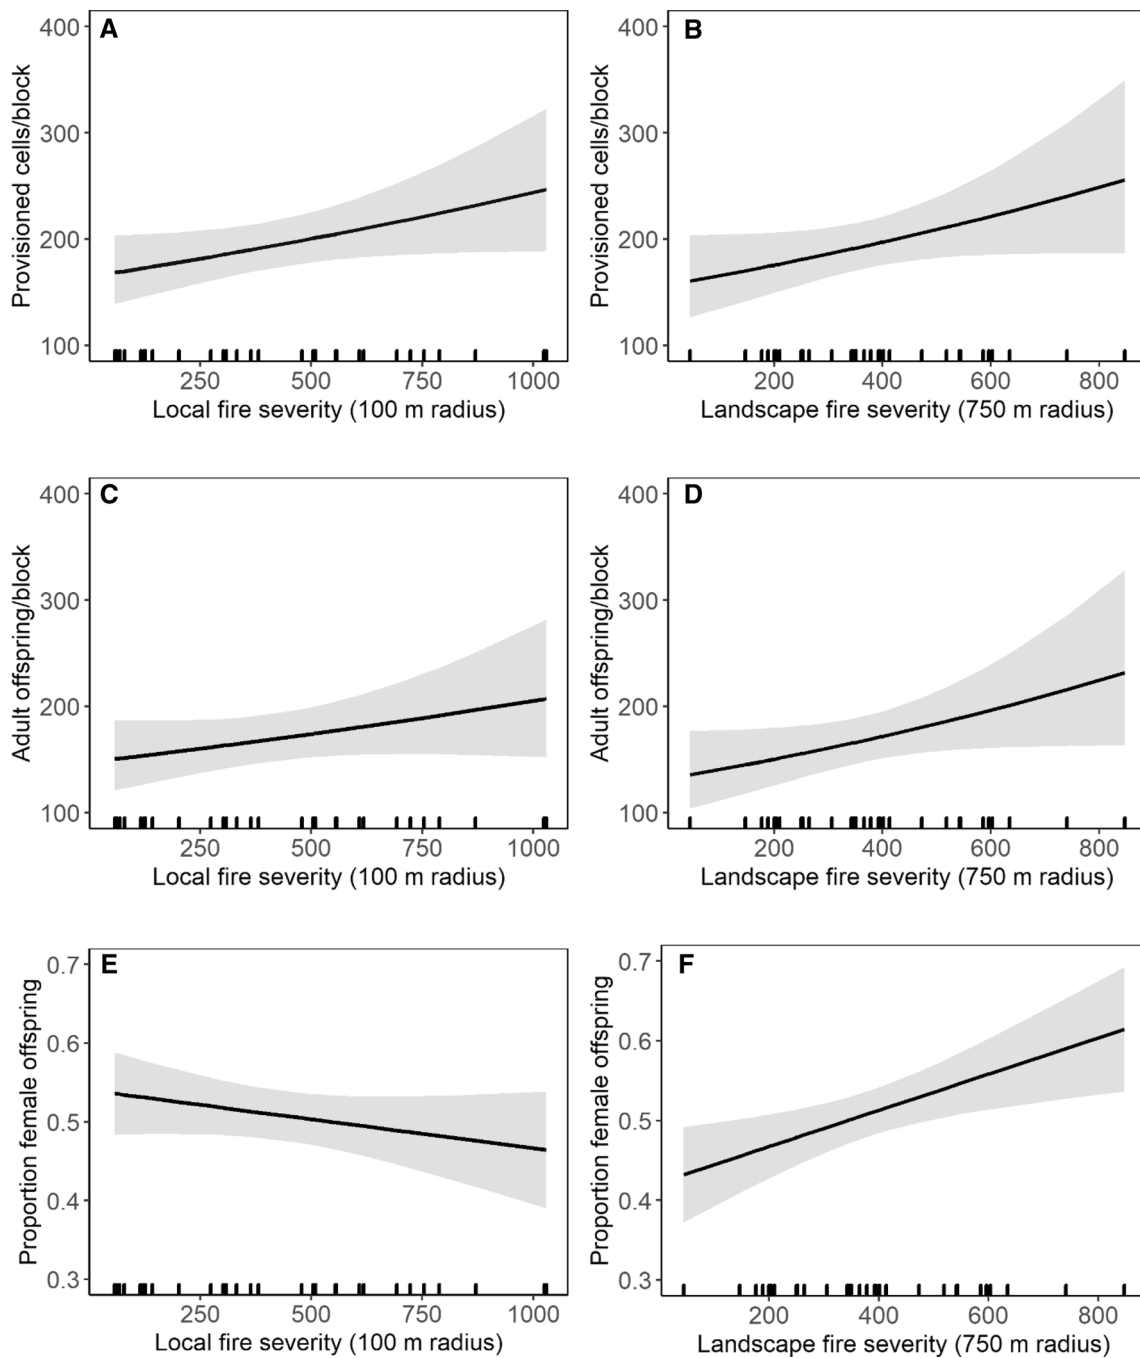 A
B
400
300
200
100
Provisioned cells/block
250
500
750
1000
Local fire severity (100 m radius)
400
300
200
100
Provisioned cells/block
200
400
600
800
Landscape fire severity (750 m radius)
C
D
400
300
200
100
Adult offspring/block
250
500
750
1000
Local fire severity (100 m radius)
400
300
200
100
Adult offspring/block
200
400
600
800
Landscape fire severity (750 m radius)
E
F
0.7
0.6
0.5
0.4
0.3
Proportion female offspring
250
500
750
1000
Local fire severity (100 m radius)
0.7
0.6
0.5
0.4
0.3
Proportion female offspring
200
400
600
800
Landscape fire severity (750 m radius)